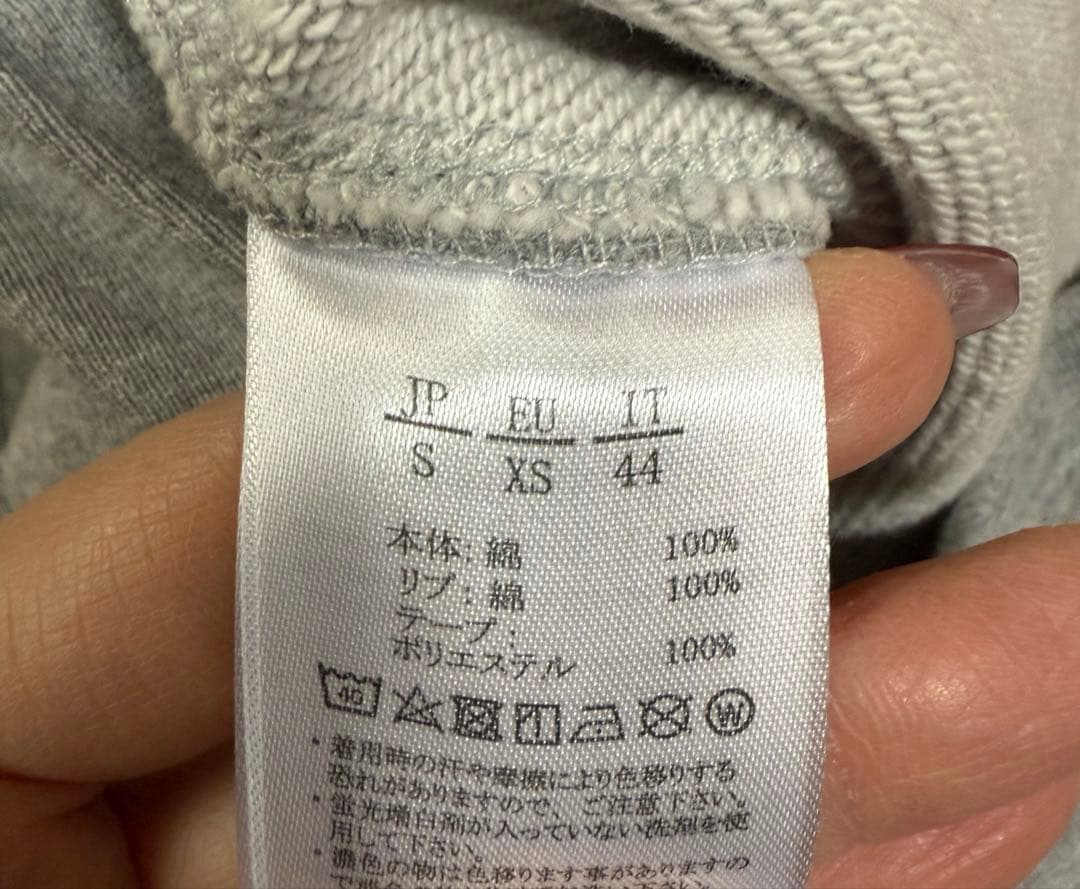 JP EU IT
S XS 44
本体: 綿 100%
リブ: 綿 100%
テープ:
ポリエステル 100%
40 W
・着用時の汗や摩擦により色移りする
恐れがありますので、ご注意下さい。
・蛍光増白剤が入っていない洗剤を使
用して下さい。
・濃色の物は色移ります事がありますの
で
下さい。